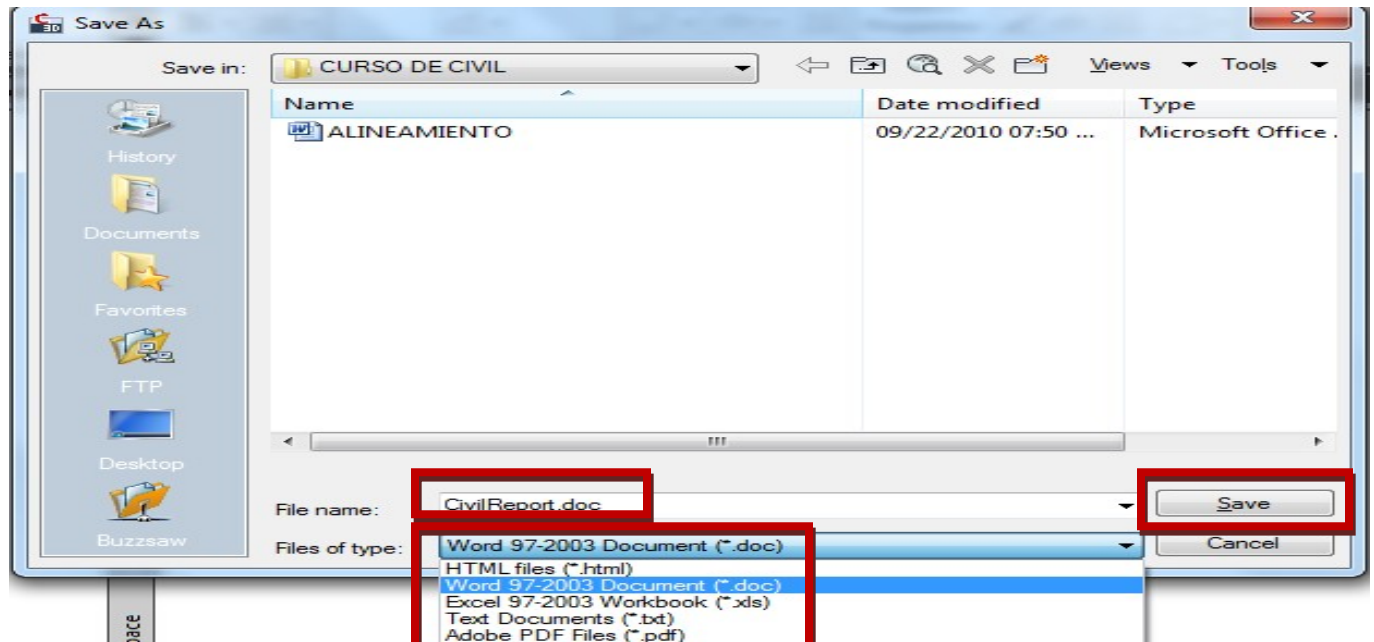 C
3D
Save As
Save in:
CURSO DE CIVIL
Views
Tools
Name
Date modified
Type
ALINEAMIENTO
09/22/2010 07:50 ...
Microsoft Office .
History
Documents
Favorites
FTP
Desktop
Buzzsaw
File name:
CivilReport.doc
Save
Files of type:
Word 97-2003 Document (*.doc)
Cancel
HTML files (*.html)
Word 97-2003 Document (*.doc)
Excel 97-2003 Workbook (*.xls)
Text Documents (*.txt)
Adobe PDF Files (*.pdf)